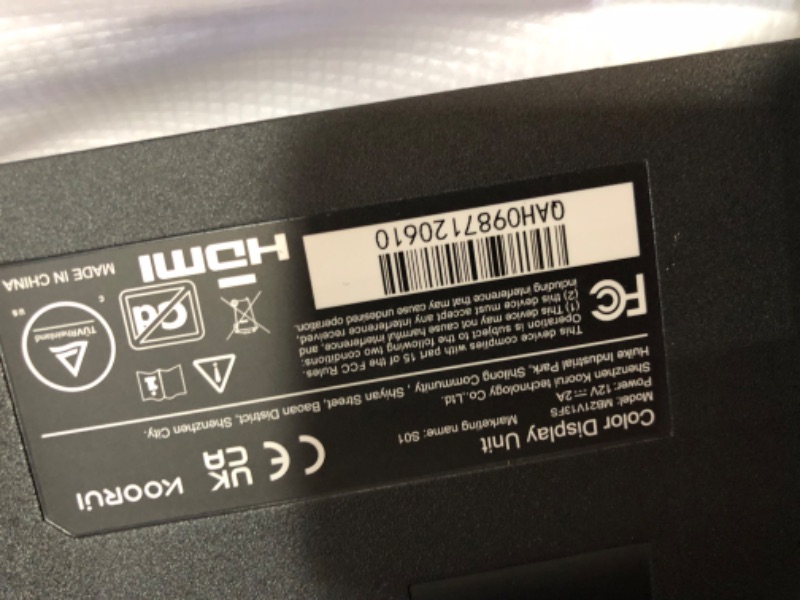 Color Display Unit
Model: MB21V13FS
Marketing name: S01
Power: 12V 2A
Shenzhen Koorui technology Co.,Ltd.
Huike Industrial Park, Shilong Community , Shiyan Street, Baoan District, Shenzhen City.
CE
UK
CA
KOORUI
This device complies with part 15 of the FCC Rules.
Operation is subject to the following two conditions:
(1) This device may not cause harmful interference, and,
(2) this device must accept any interference received,
including interference that may cause undesired operation.
FC
QAH0987120610
Cd
TÜVRheinland
C
US
HDMI
MADE IN CHINA